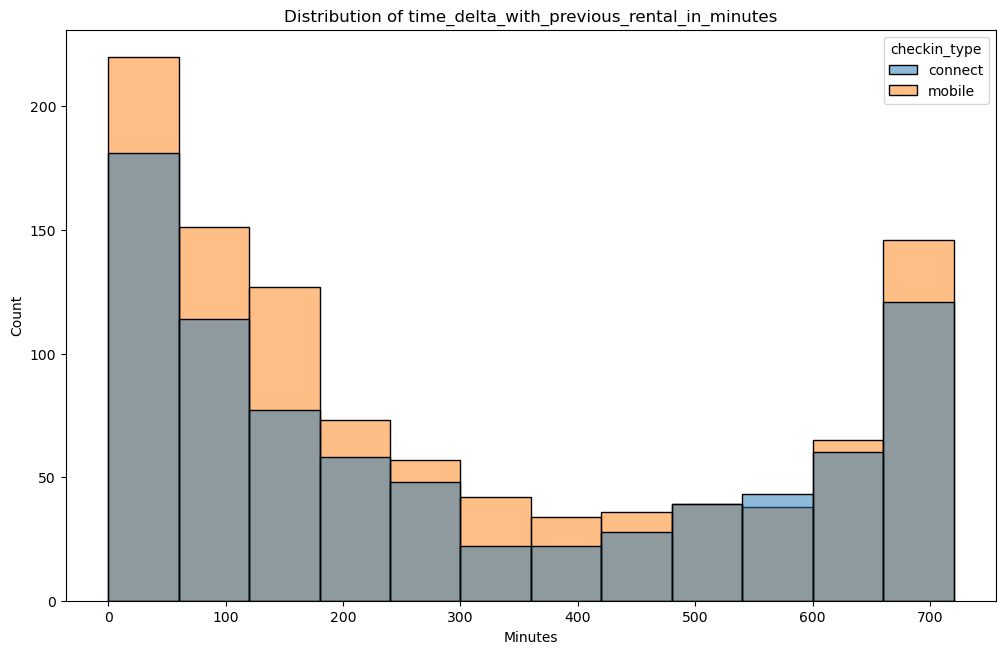 Distribution of time_delta_with_previous_rental_in_minutes
checkin_type
connect
mobile
200
150
100
50
0
Count
0 100 200 300 400 500 600 700
Minutes